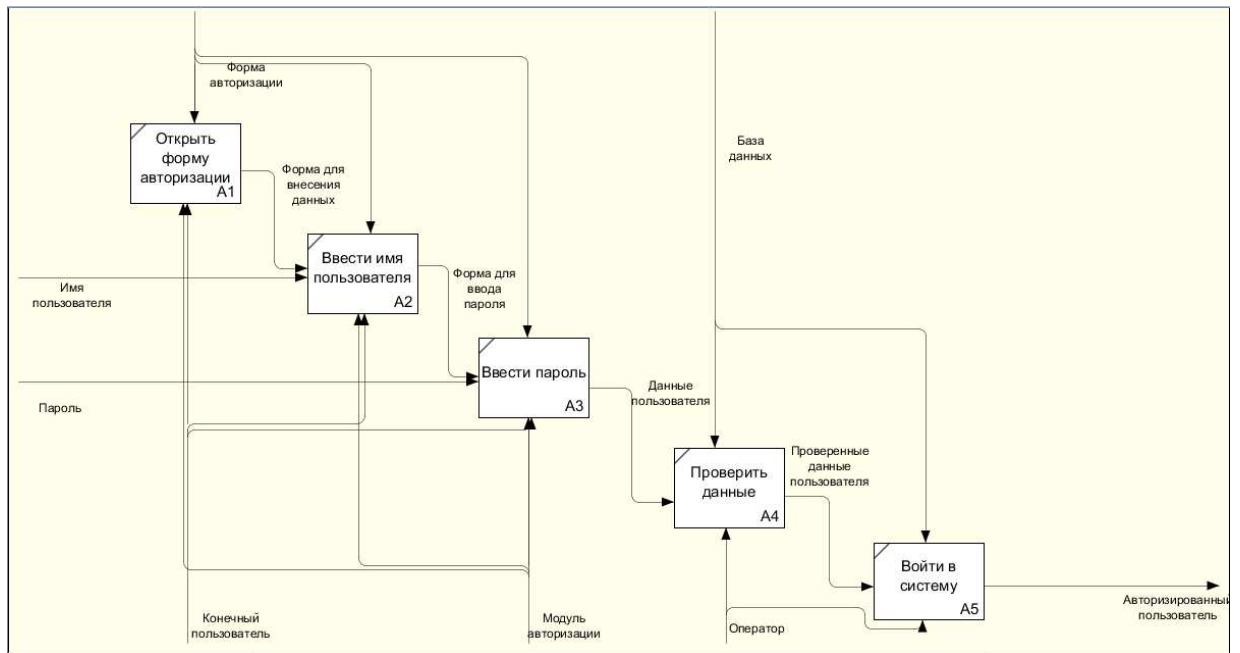 Форма
авторизации
Открыть
форму
авторизации
A1
Форма для
внесения
данных
База
данных
Ввести имя
пользователя
A2
Имя
пользователя
Форма для
ввода
пароля
Ввести пароль
A3
Пароль
Данные
пользователя
Проверить
данные
A4
Проверенные
данные
пользователя
Войти в
систему
A5
Авторизированный
пользователь
Конечный
пользователь
Модуль
авторизации
Оператор